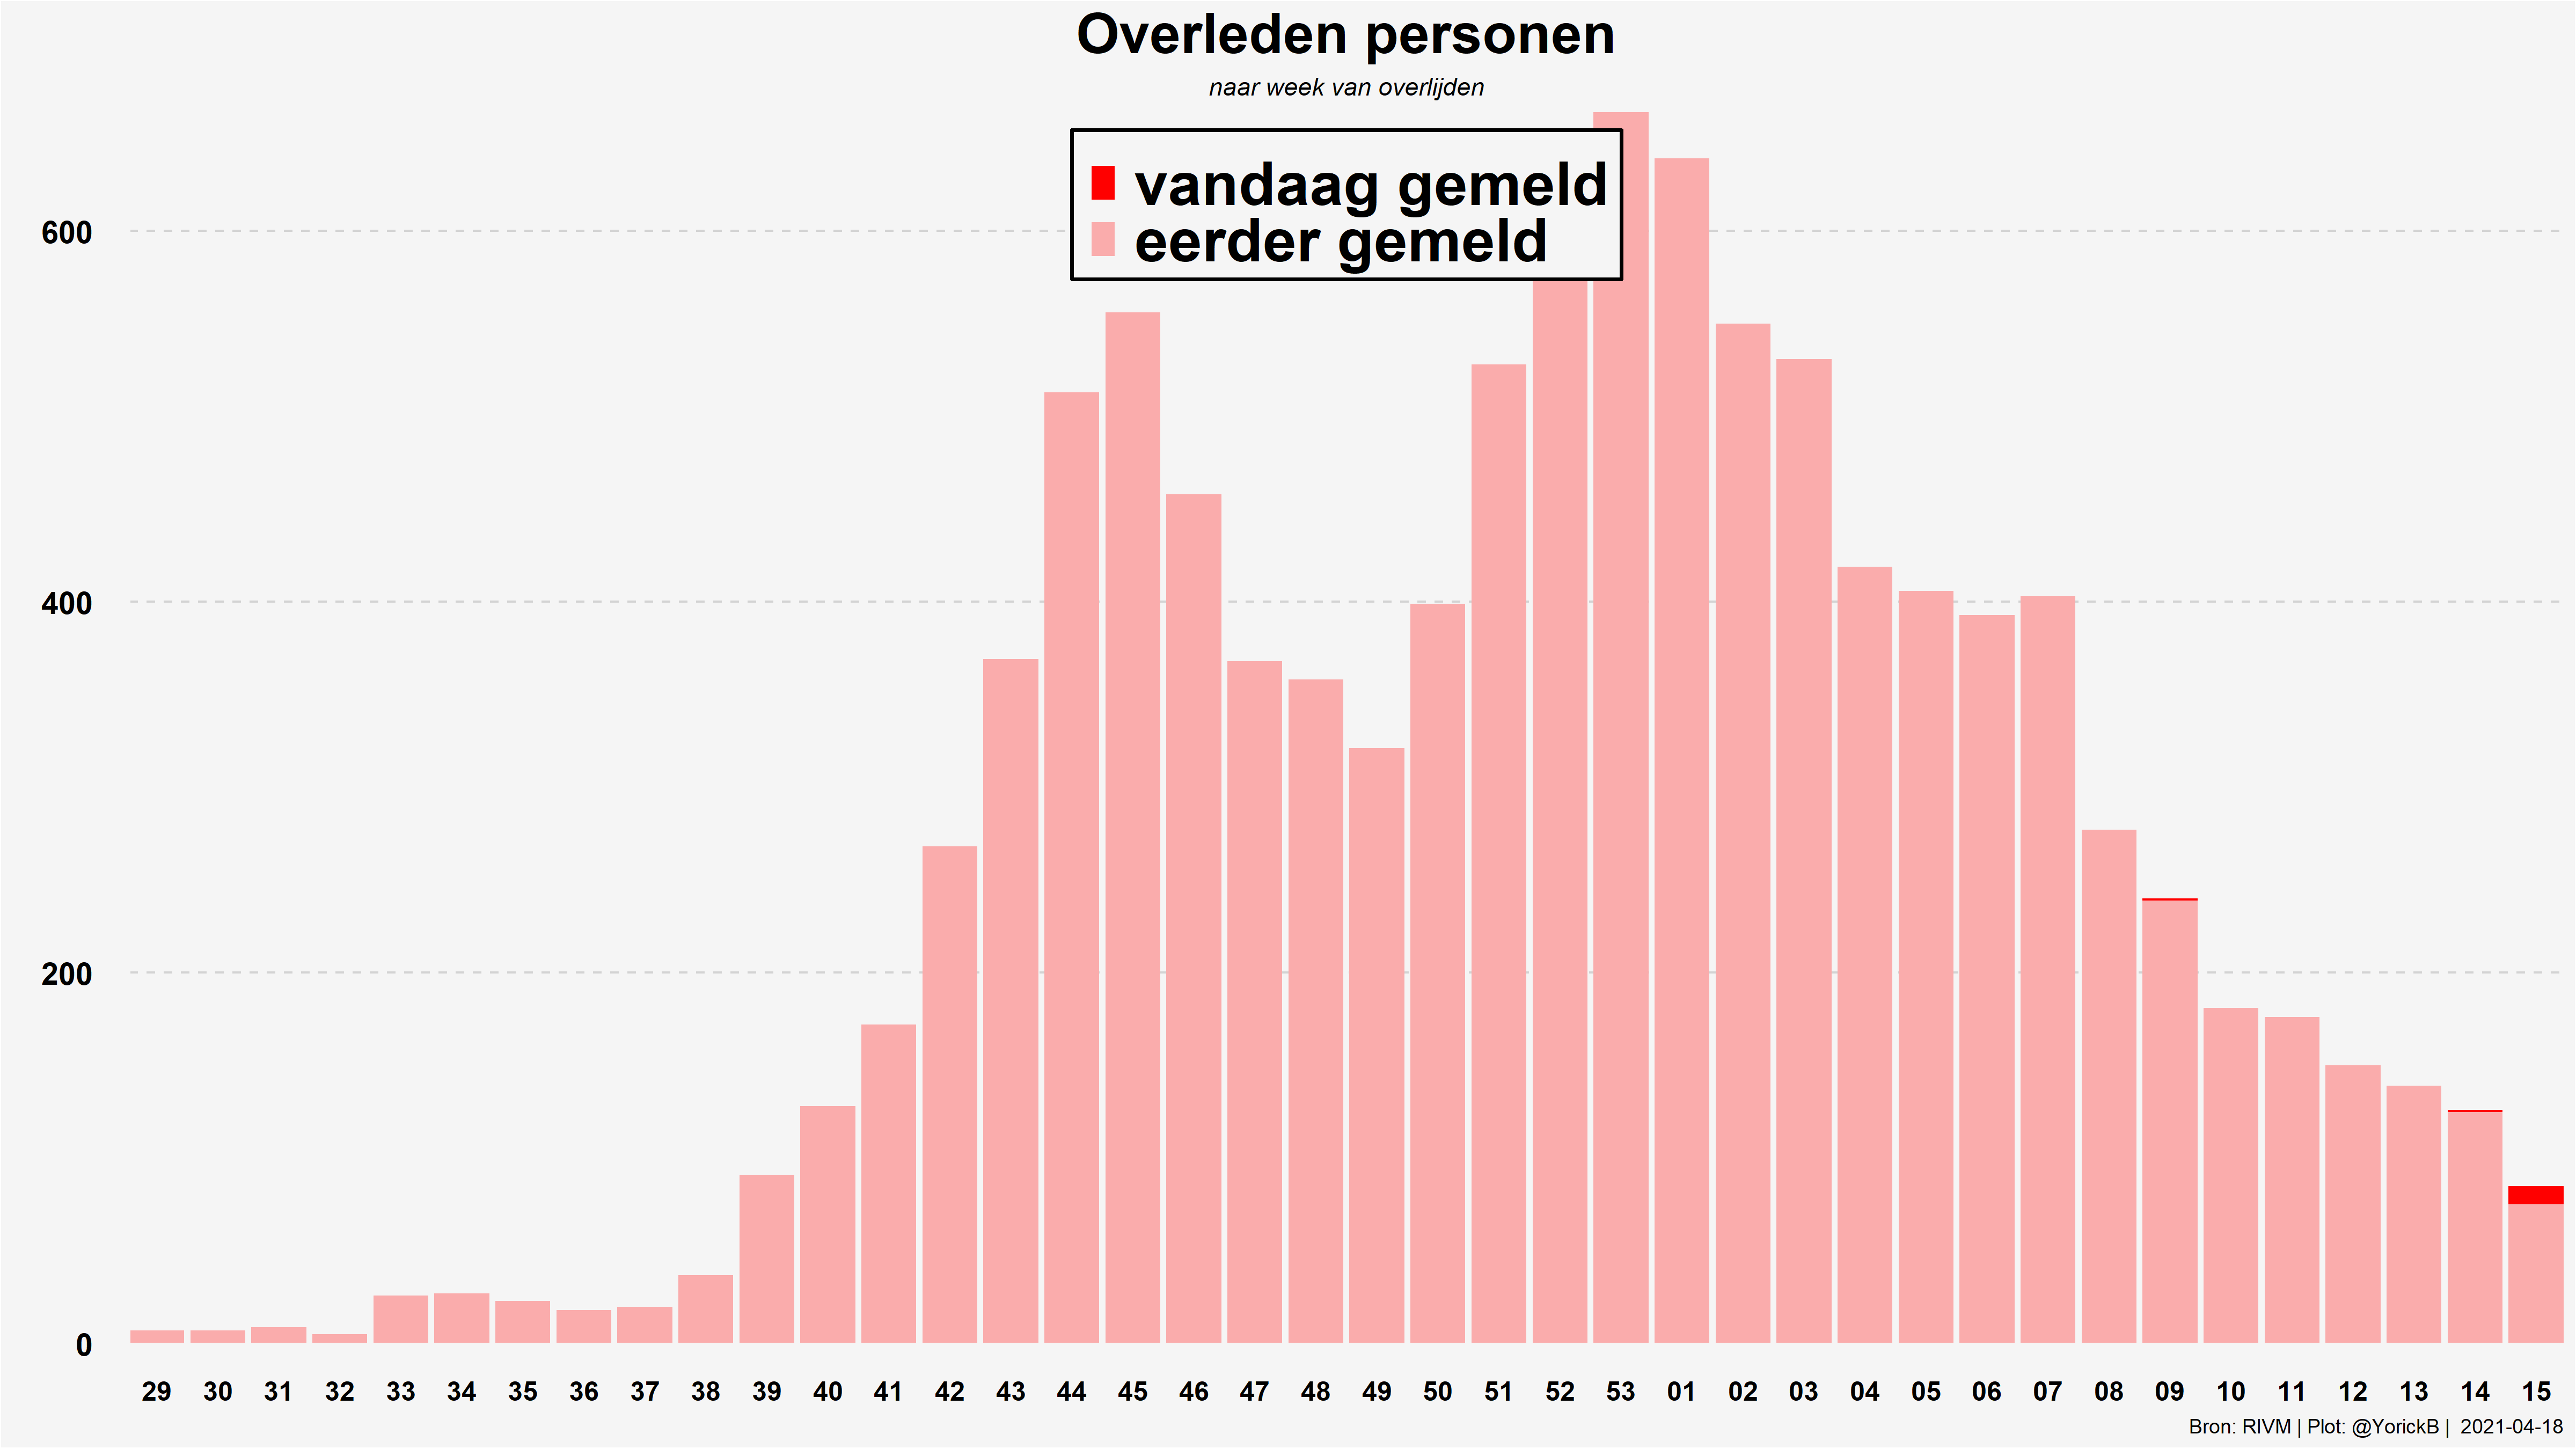 Overleden personen
naar week van overlijden
vandaag gemeld
eerder gemeld
600
400
200
0
29 30 31 32 33 34 35 36 37 38 39 40 41 42 43 44 45 46 47 48 49 50 51 52 53 01 02 03 04 05 06 07 08 09 10 11 12 13 14 15
Bron: RIVM | Plot: @YorickB | 2021-04-18